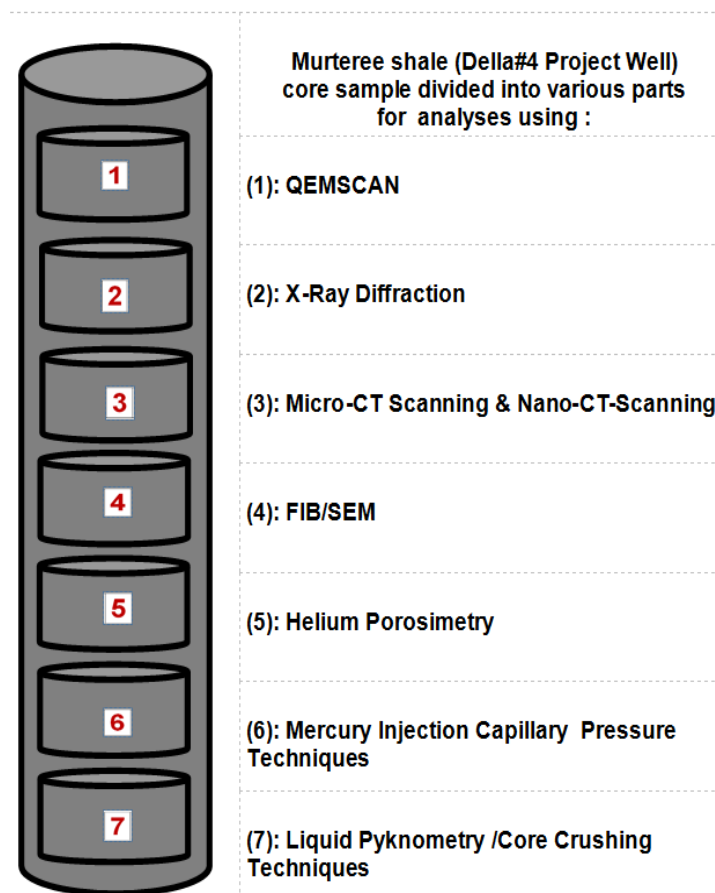 Murteree shale (Della#4 Project Well)
core sample divided into various parts
for analyses using :
1
(1): QEMSCAN
2
(2): X-Ray Diffraction
3
(3): Micro-CT Scanning & Nano-CT-Scanning
4
(4): FIB/SEM
5
(5): Helium Porosimetry
6
(6): Mercury Injection Capillary Pressure
Techniques
7
(7): Liquid Pyknometry /Core Crushing
Techniques